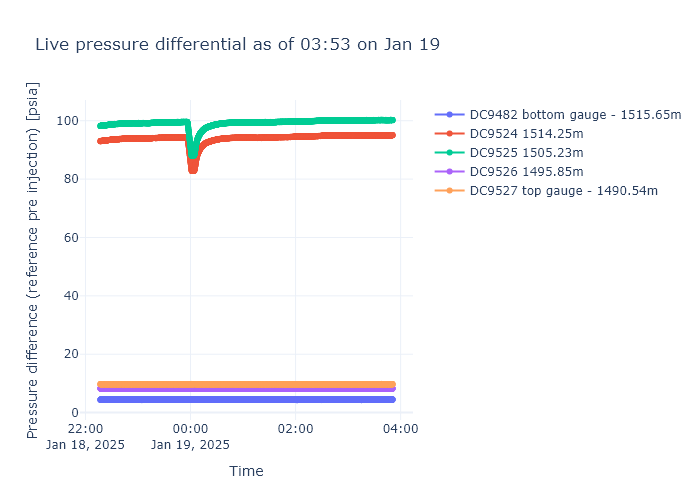 Live pressure differential as of 03:53 on Jan 19
Pressure difference (reference pre injection) [psia]
100
80
60
40
20
0
22:00
Jan 18, 2025
00:00
Jan 19, 2025
02:00
04:00
Time
DC9482 bottom gauge - 1515.65m
DC9524 1514.25m
DC9525 1505.23m
DC9526 1495.85m
DC9527 top gauge - 1490.54m